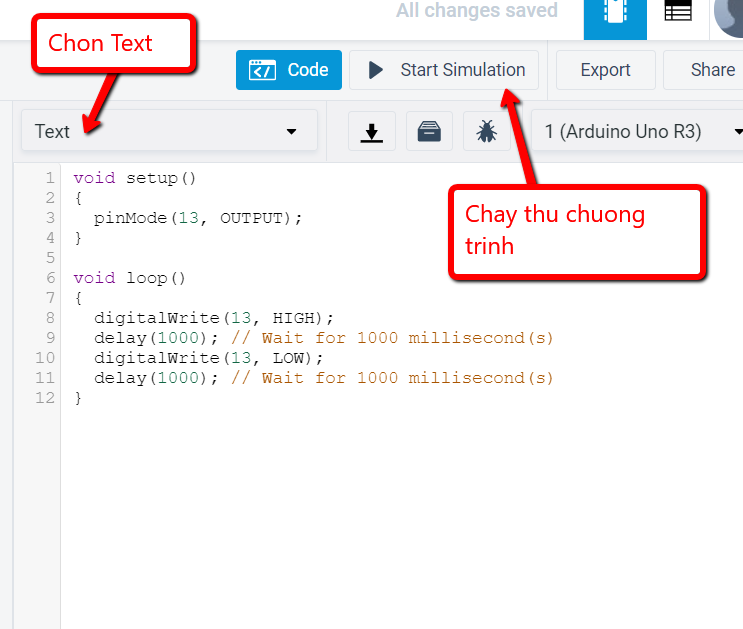 All changes saved
Chon Text
Code
Start Simulation
Export
Share
Text
1 (Arduino Uno R3)
1 void setup()
2 {
3   pinMode(13, OUTPUT);
4 }
5
6 void loop()
7 {
8   digitalWrite(13, HIGH);
9   delay(1000); // Wait for 1000 millisecond(s)
10   digitalWrite(13, LOW);
11   delay(1000); // Wait for 1000 millisecond(s)
12 }
Chay thu chuong
trinh